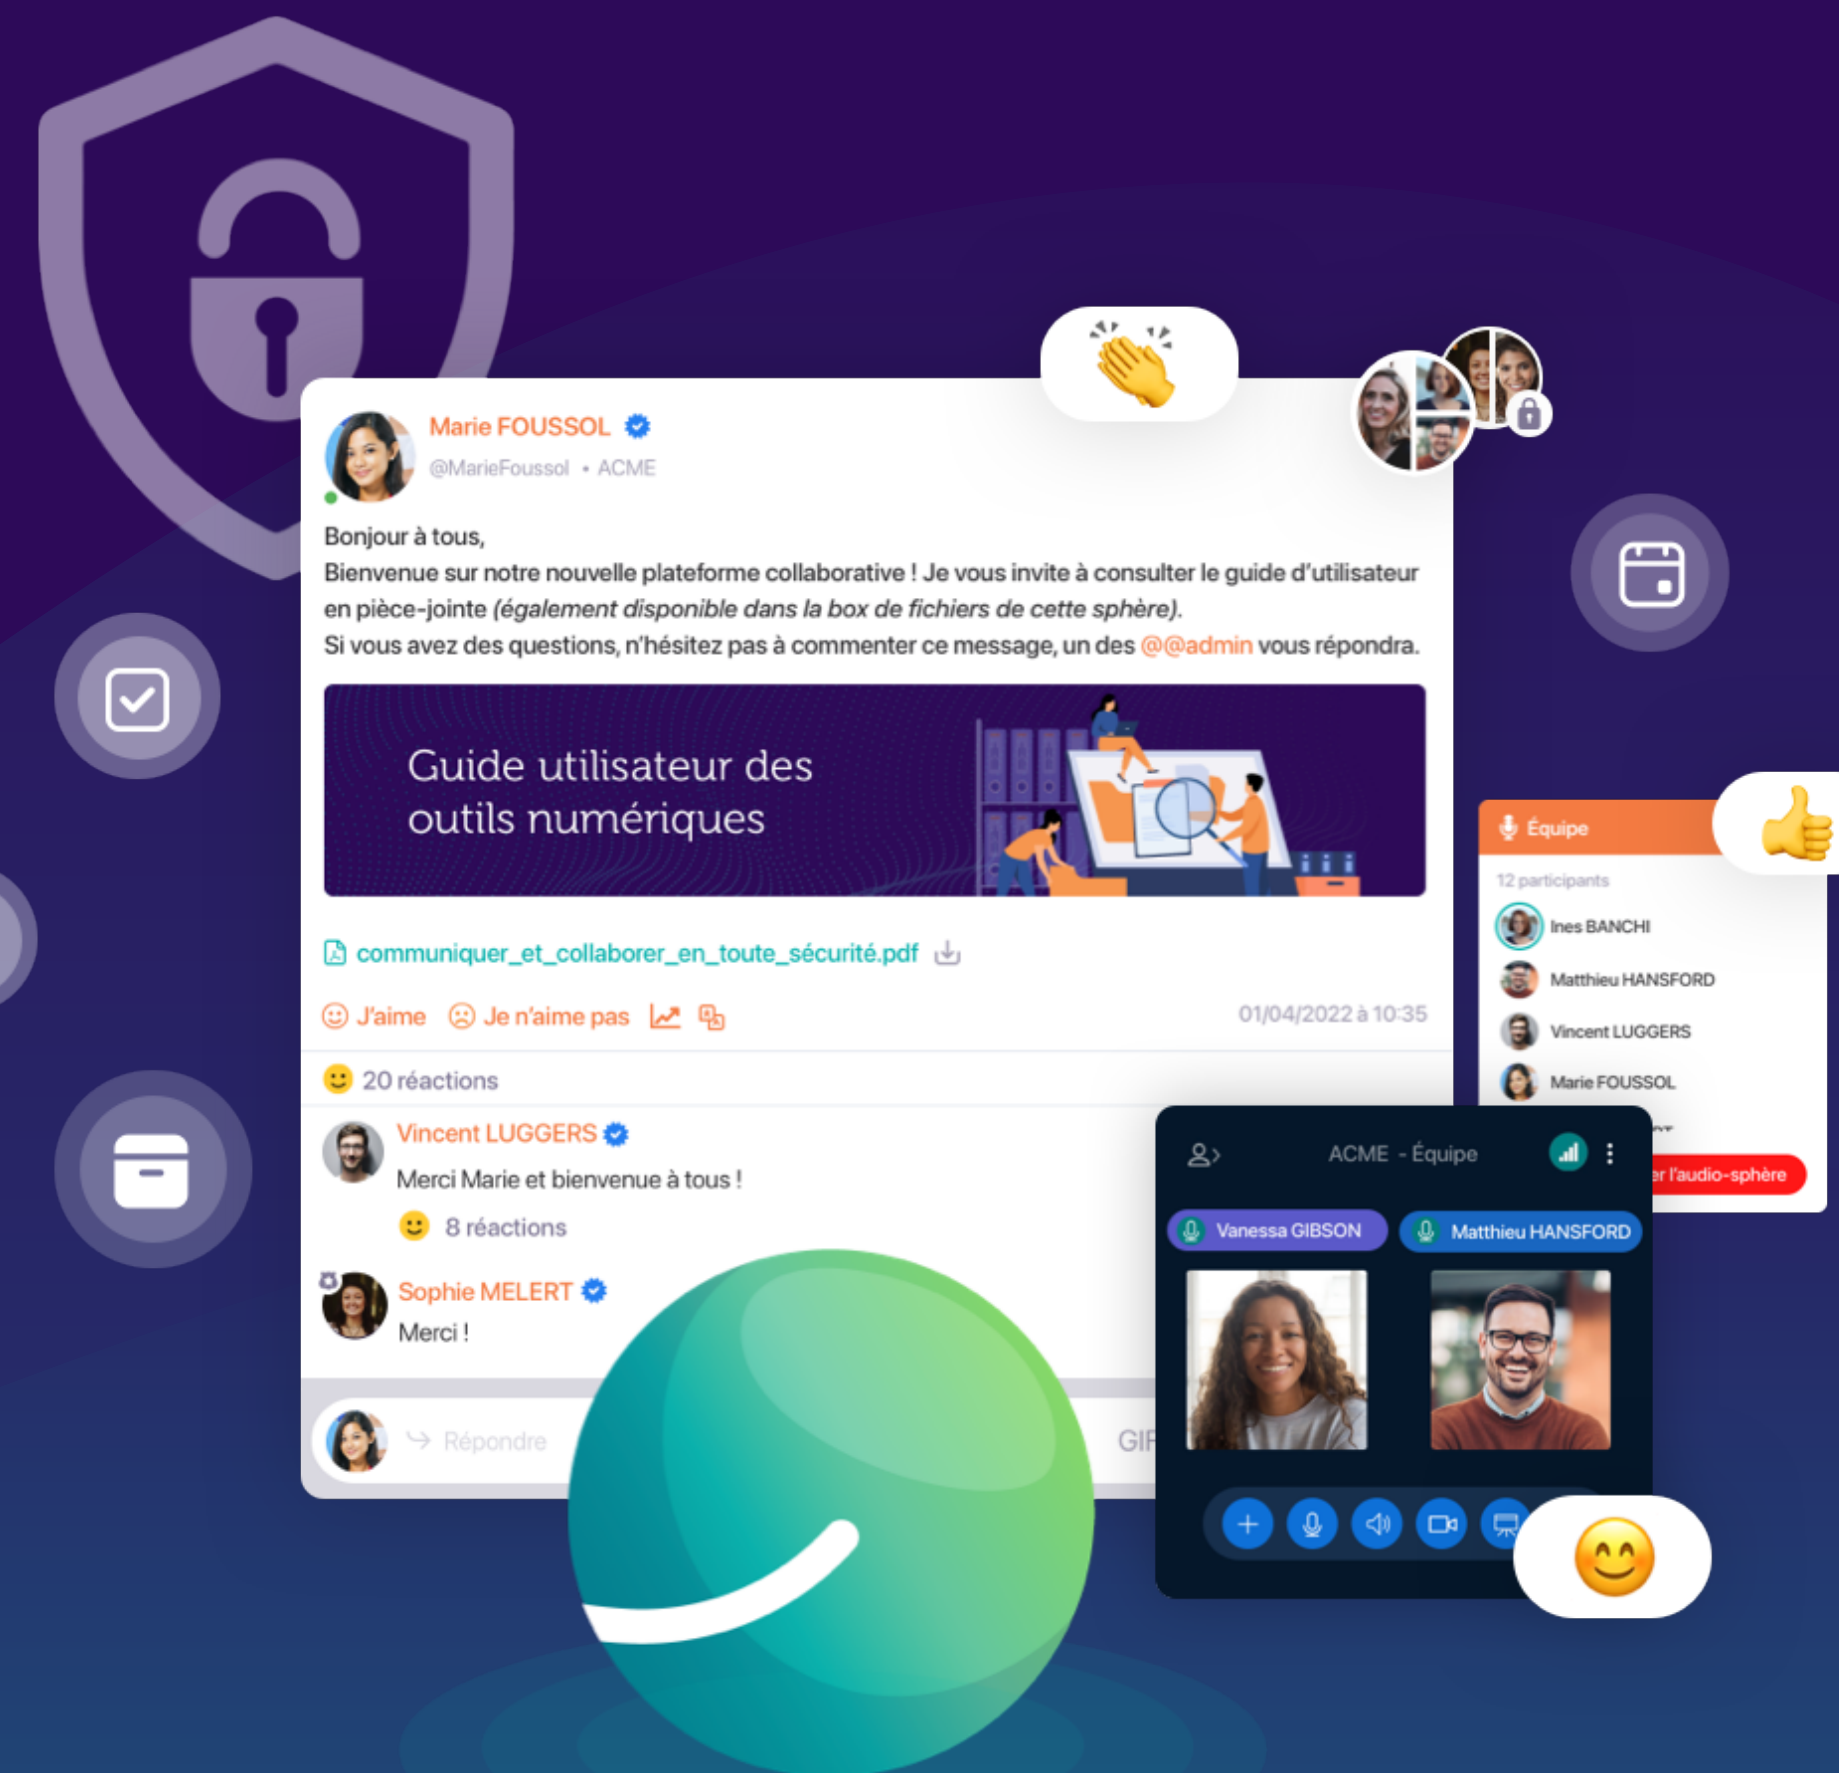 Marie FOUSSOL
@MarieFoussol • ACME
Bonjour à tous,
Bienvenue sur notre nouvelle plateforme collaborative ! Je vous invite à consulter le guide d'utilisateur
en pièce-jointe (également disponible dans la box de fichiers de cette sphère).
Si vous avez des questions, n'hésitez pas à commenter ce message, un des @@admin vous répondra.
Guide utilisateur des
outils numériques
communiquer_et_collaborer_en_toute_sécurité.pdf
J'aime Je n'aime pas 01/04/2022 à 10:35
20 réactions
Vincent LUGGERS
Merci Marie et bienvenue à tous !
8 réactions
Sophie MELERT
Merci !
Répondre
Équipe
12 participants
Ines BANCHI
Matthieu HANSFORD
Vincent LUGGERS
Marie FOUSSOL
l'audio-sphère
ACME - Équipe
Vanessa GIBSON
Matthieu HANSFORD